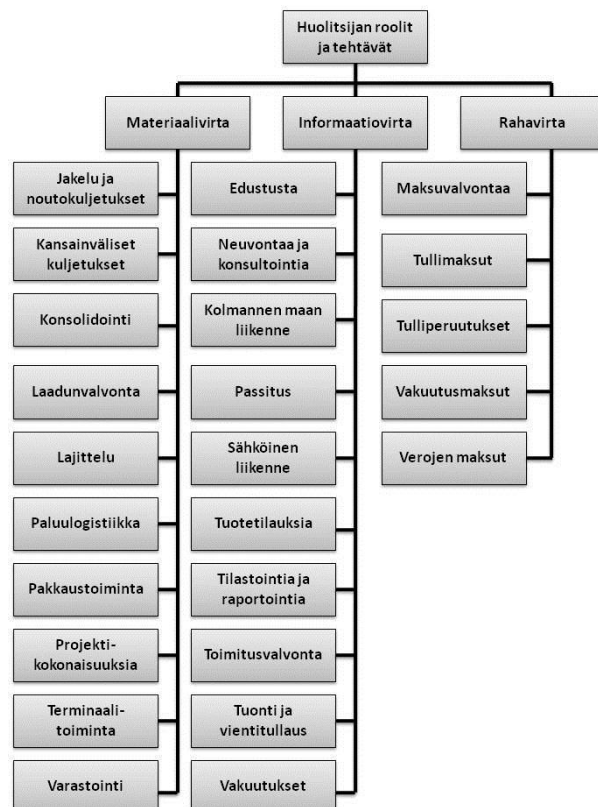 Huolitsijan roolit
ja tehtävät
Materiaalivirta
Informaatiovirta
Rahavirta
Jakelu ja
noutokuljetukset
Kansainväliset
kuljetukset
Konsolidointi
Laadunvalvonta
Lajittelu
Paluulogistiikka
Pakkaustoiminta
Projekti-
kokonaisuuksia
Terminaali-
toiminta
Varastointi
Edustusta
Neuvontaa ja
konsultointia
Kolmannen maan
liikenne
Passitus
Sähköinen
liikenne
Tuotetilauksia
Tilastointia ja
raportointia
Toimitusvalvonta
Tuonti ja
vientitullaus
Vakuutukset
Maksuvalvontaa
Tullimaksut
Tulliperuutukset
Vakuutusmaksut
Verojen maksut